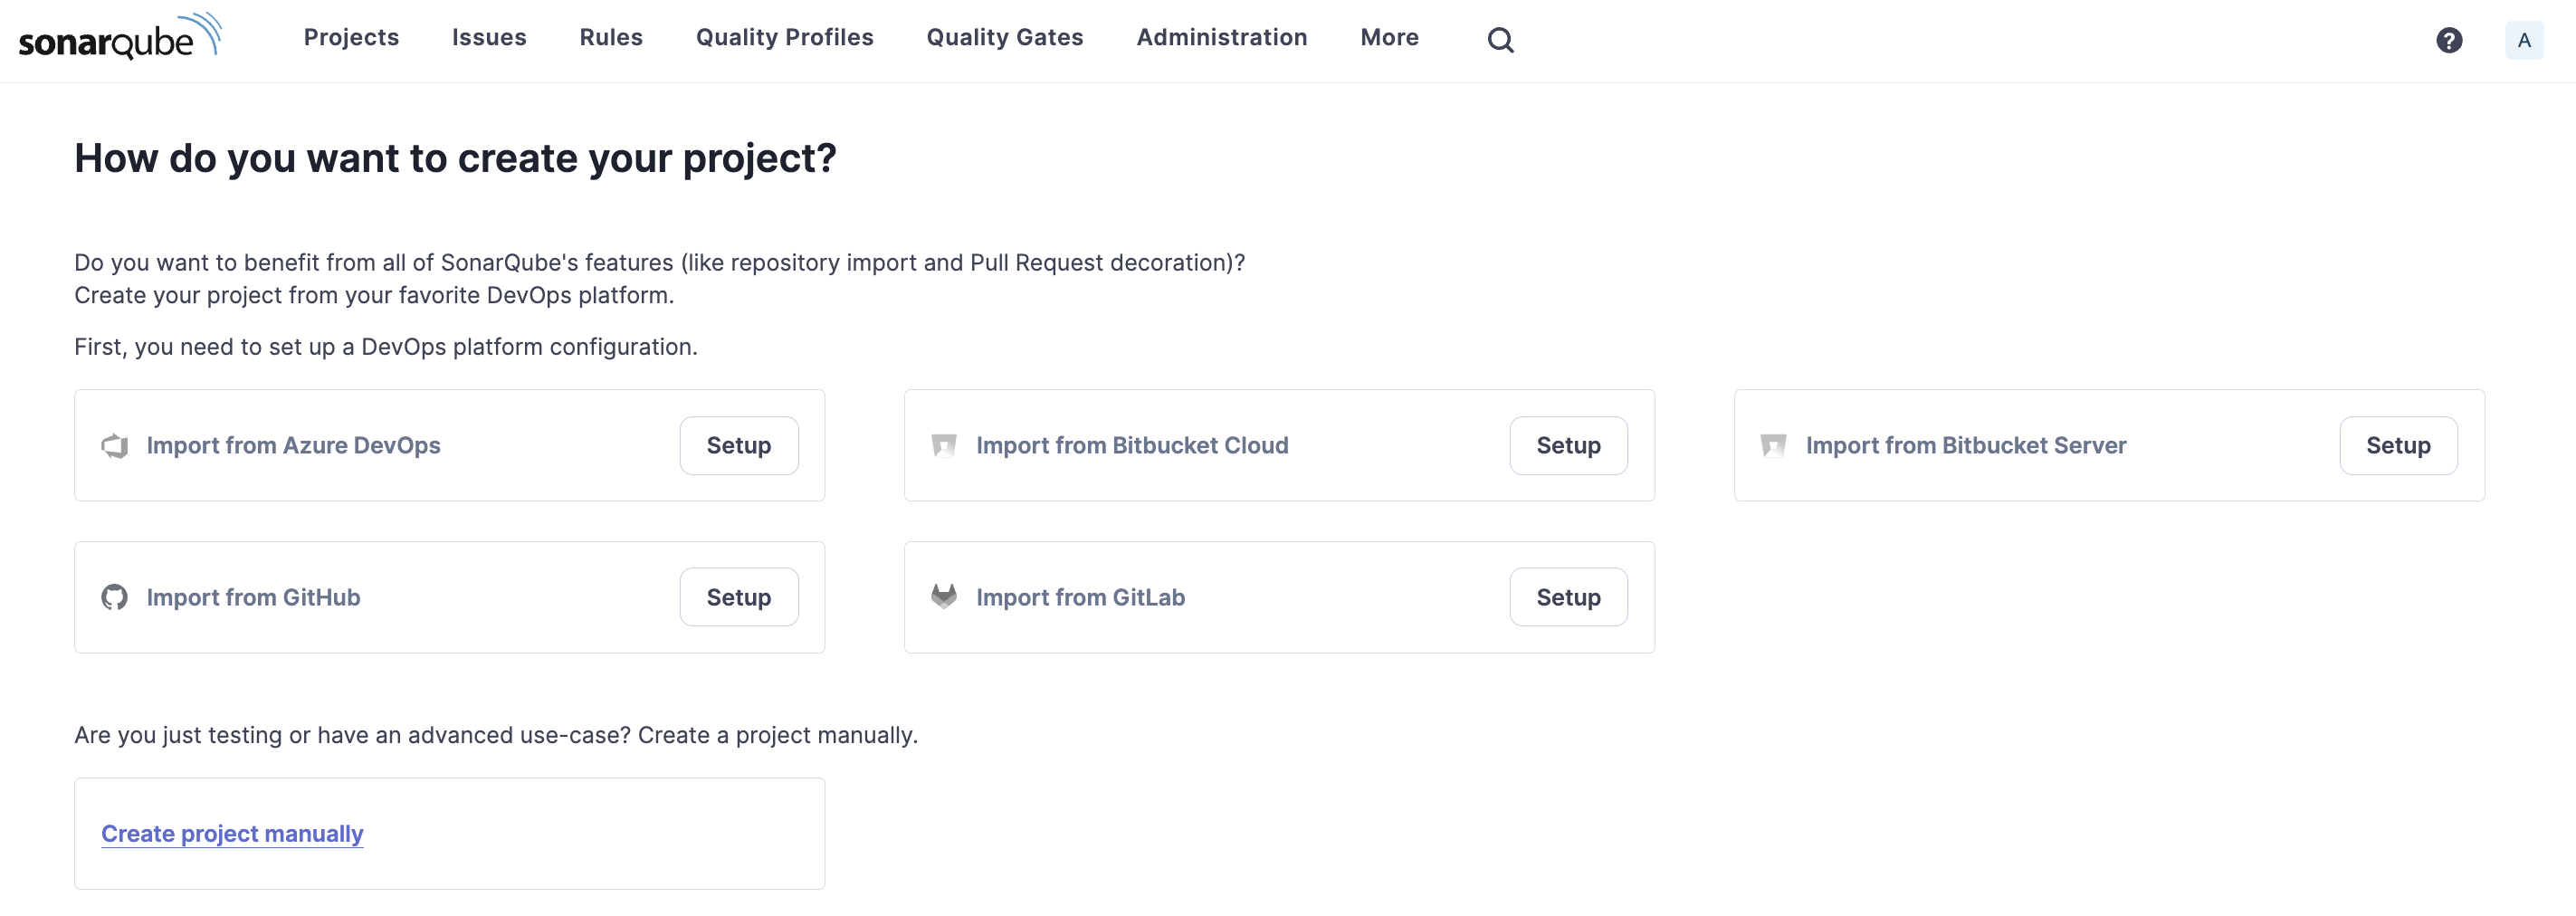 sonarqube Projects Issues Rules Quality Profiles Quality Gates Administration More ? A
How do you want to create your project?
Do you want to benefit from all of SonarQube's features (like repository import and Pull Request decoration)?
Create your project from your favorite DevOps platform.
First, you need to set up a DevOps platform configuration.
Import from Azure DevOps Setup Import from Bitbucket Cloud Setup Import from Bitbucket Server Setup
Import from GitHub Setup Import from GitLab Setup
Are you just testing or have an advanced use-case? Create a project manually.
Create project manually